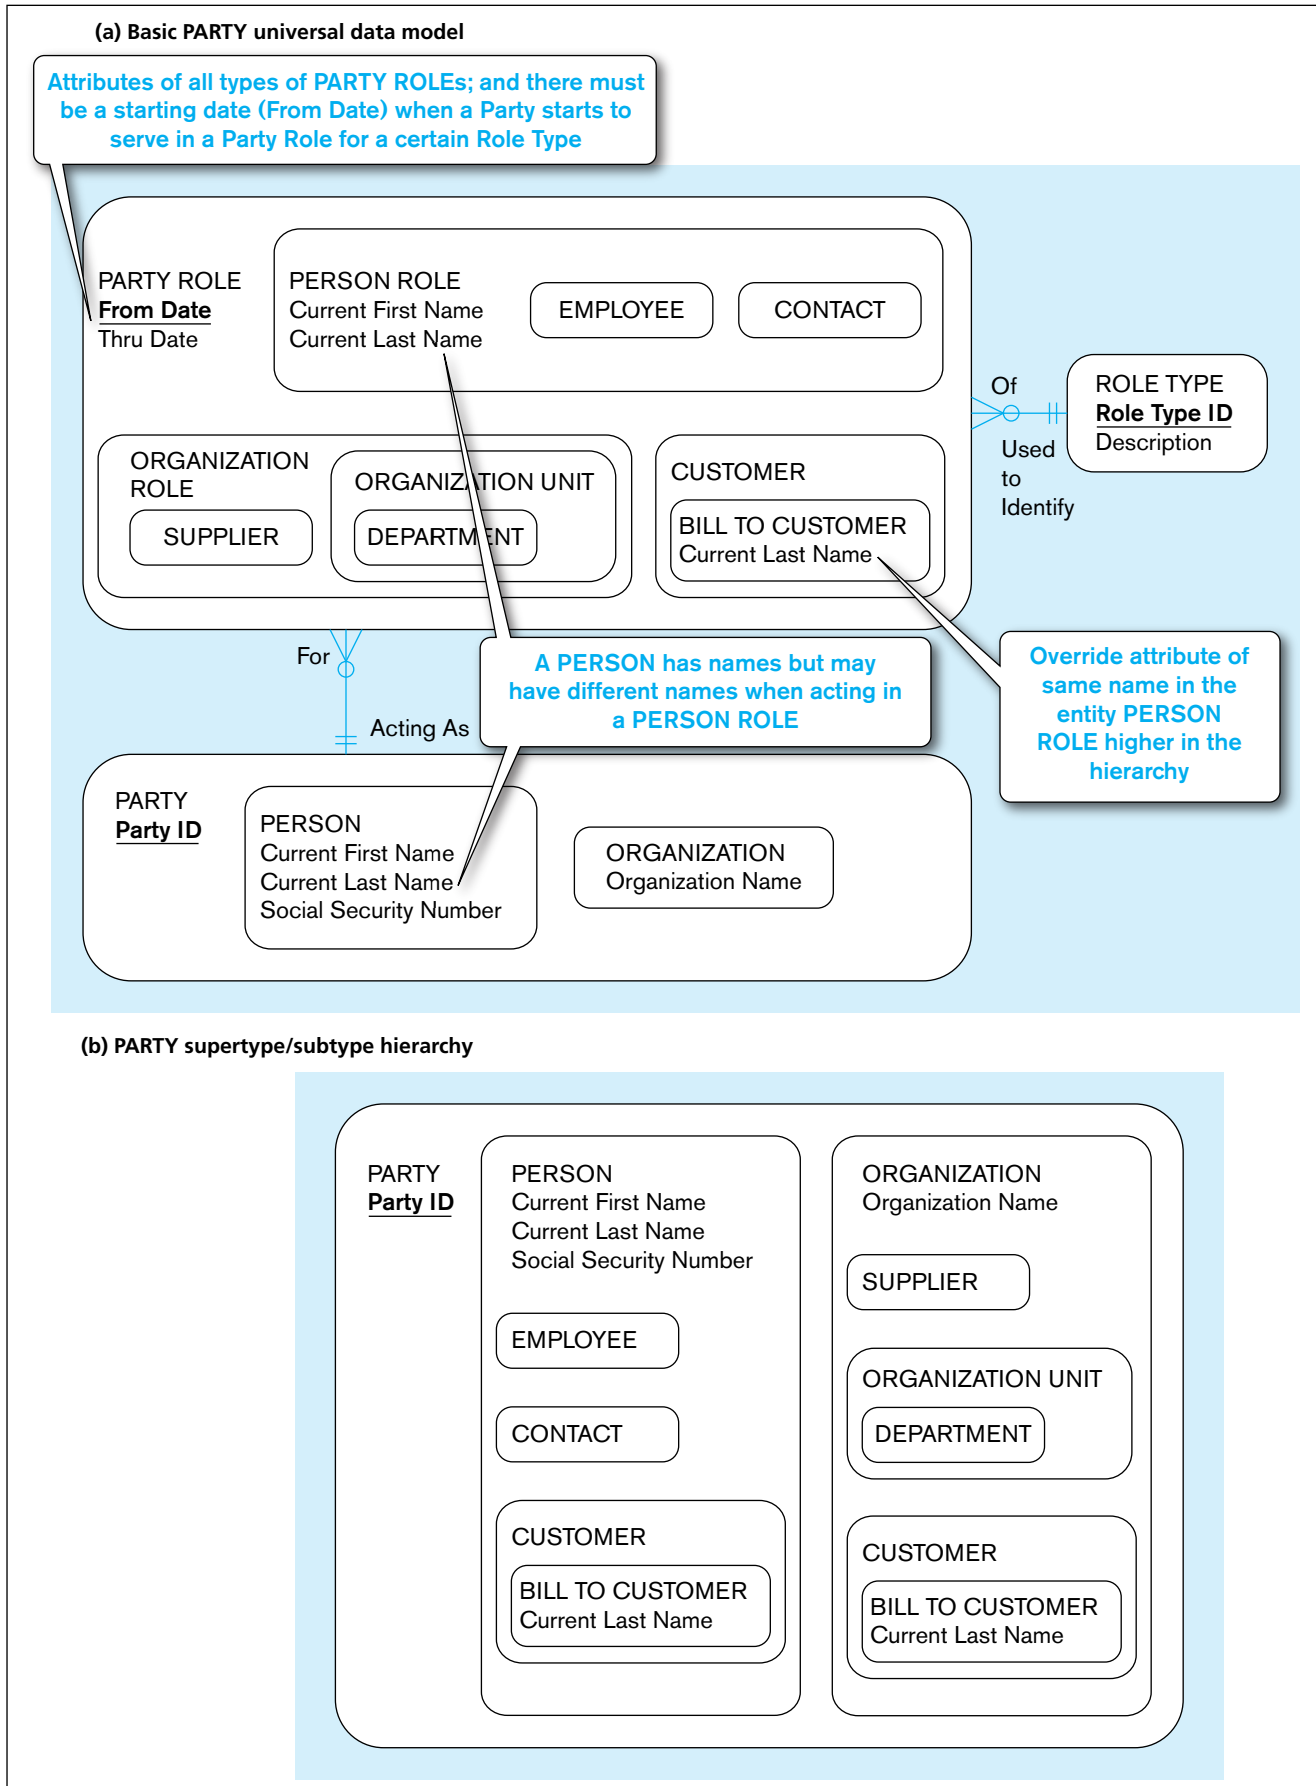 (a) Basic PARTY universal data model
Attributes of all types of PARTY ROLEs; and there must
be a starting date (From Date) when a Party starts to
serve in a Party Role for a certain Role Type
PARTY ROLE
From Date
Thru Date
PERSON ROLE
Current First Name
Current Last Name
EMPLOYEE
CONTACT
Of
Used
to
Identify
ROLE TYPE
Role Type ID
Description
ORGANIZATION
ROLE
SUPPLIER
ORGANIZATION UNIT
DEPARTMENT
CUSTOMER
BILL TO CUSTOMER
Current Last Name
For
Acting As
A PERSON has names but may
have different names when acting in
a PERSON ROLE
Override attribute of
same name in the
entity PERSON
ROLE higher in the
hierarchy
PARTY
Party ID
PERSON
Current First Name
Current Last Name
Social Security Number
ORGANIZATION
Organization Name
(b) PARTY supertype/subtype hierarchy
PARTY
Party ID
PERSON
Current First Name
Current Last Name
Social Security Number
EMPLOYEE
CONTACT
CUSTOMER
BILL TO CUSTOMER
Current Last Name
ORGANIZATION
Organization Name
SUPPLIER
ORGANIZATION UNIT
DEPARTMENT
CUSTOMER
BILL TO CUSTOMER
Current Last Name